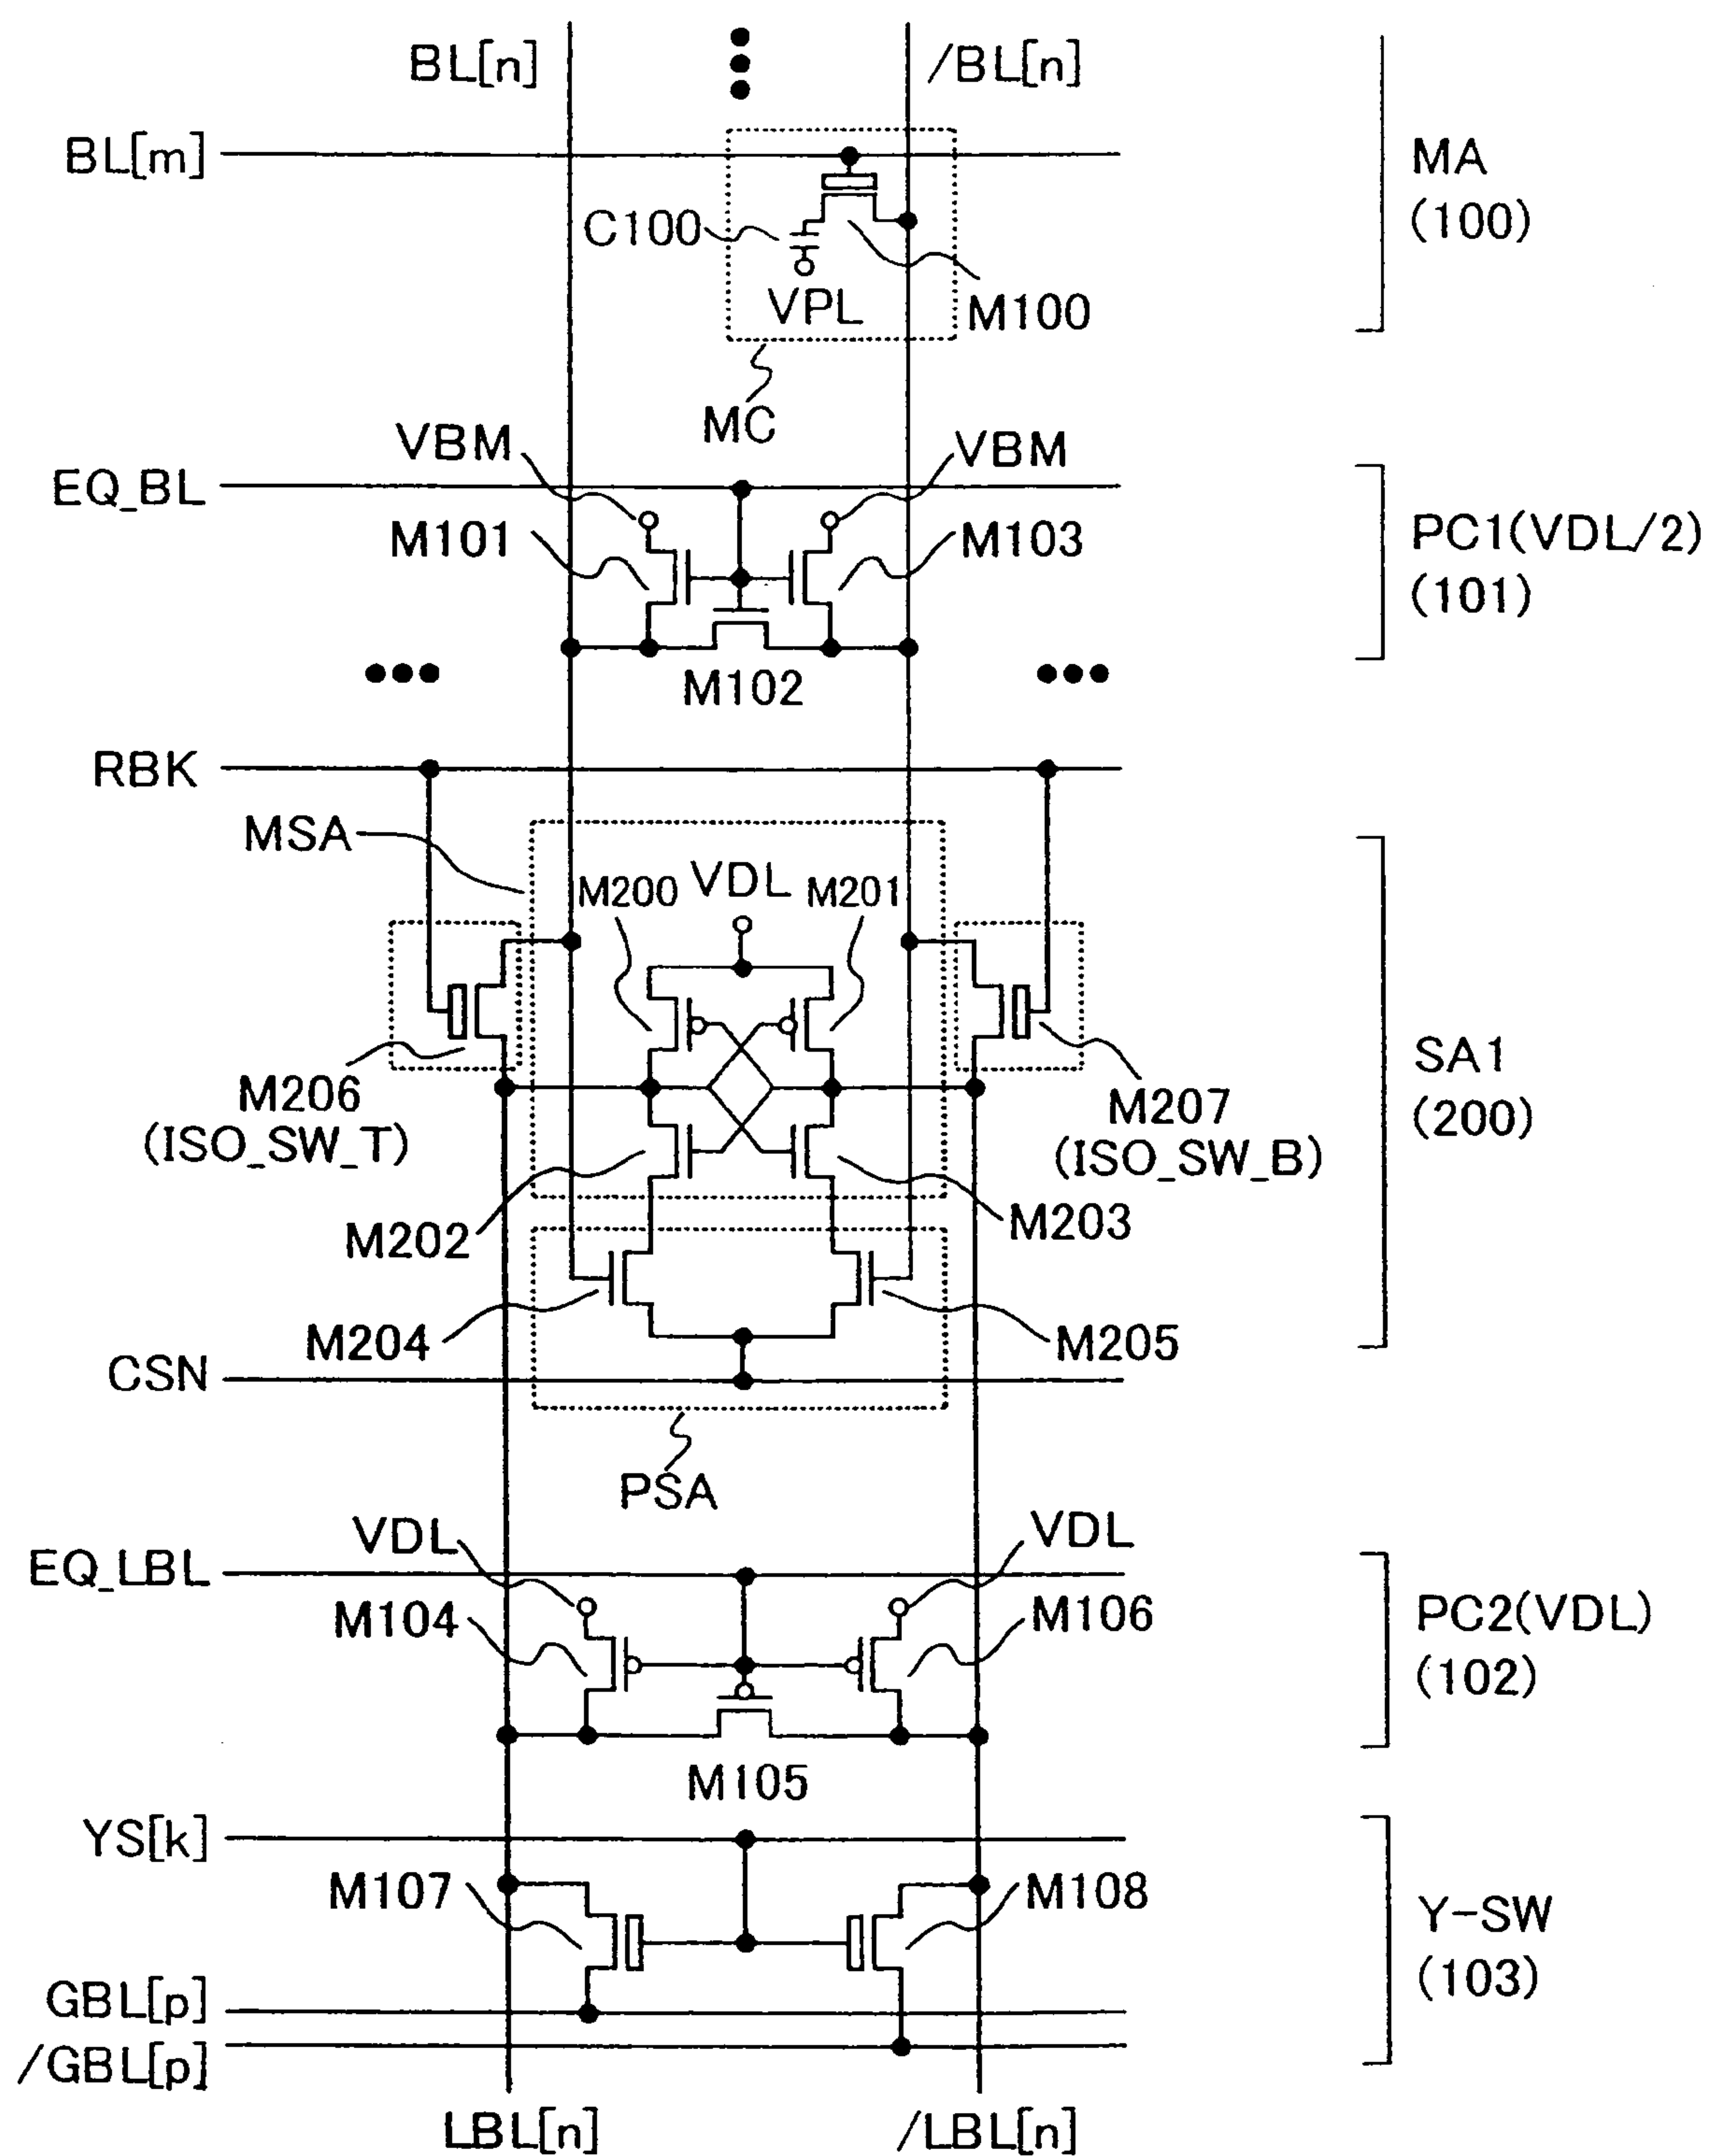 BL[n]
/BL[n]
BL[m]
MA
(100)
C100
VPL
M100
MC
VBM
VBM
EQ_BL
M101
M103
PC1(VDL/2)
(101)
M102
RBK
MSA
M200
VDL
M201
M206
(ISO_SW_T)
M207
(ISO_SW_B)
SA1
(200)
M202
M203
M204
M205
CSN
PSA
VDL
VDL
EQ_LBL
M104
M106
PC2(VDL)
(102)
M105
YS[k]
M107
M108
Y-SW
(103)
GBL[p]
/GBL[p]
LBL[n]
/LBL[n]